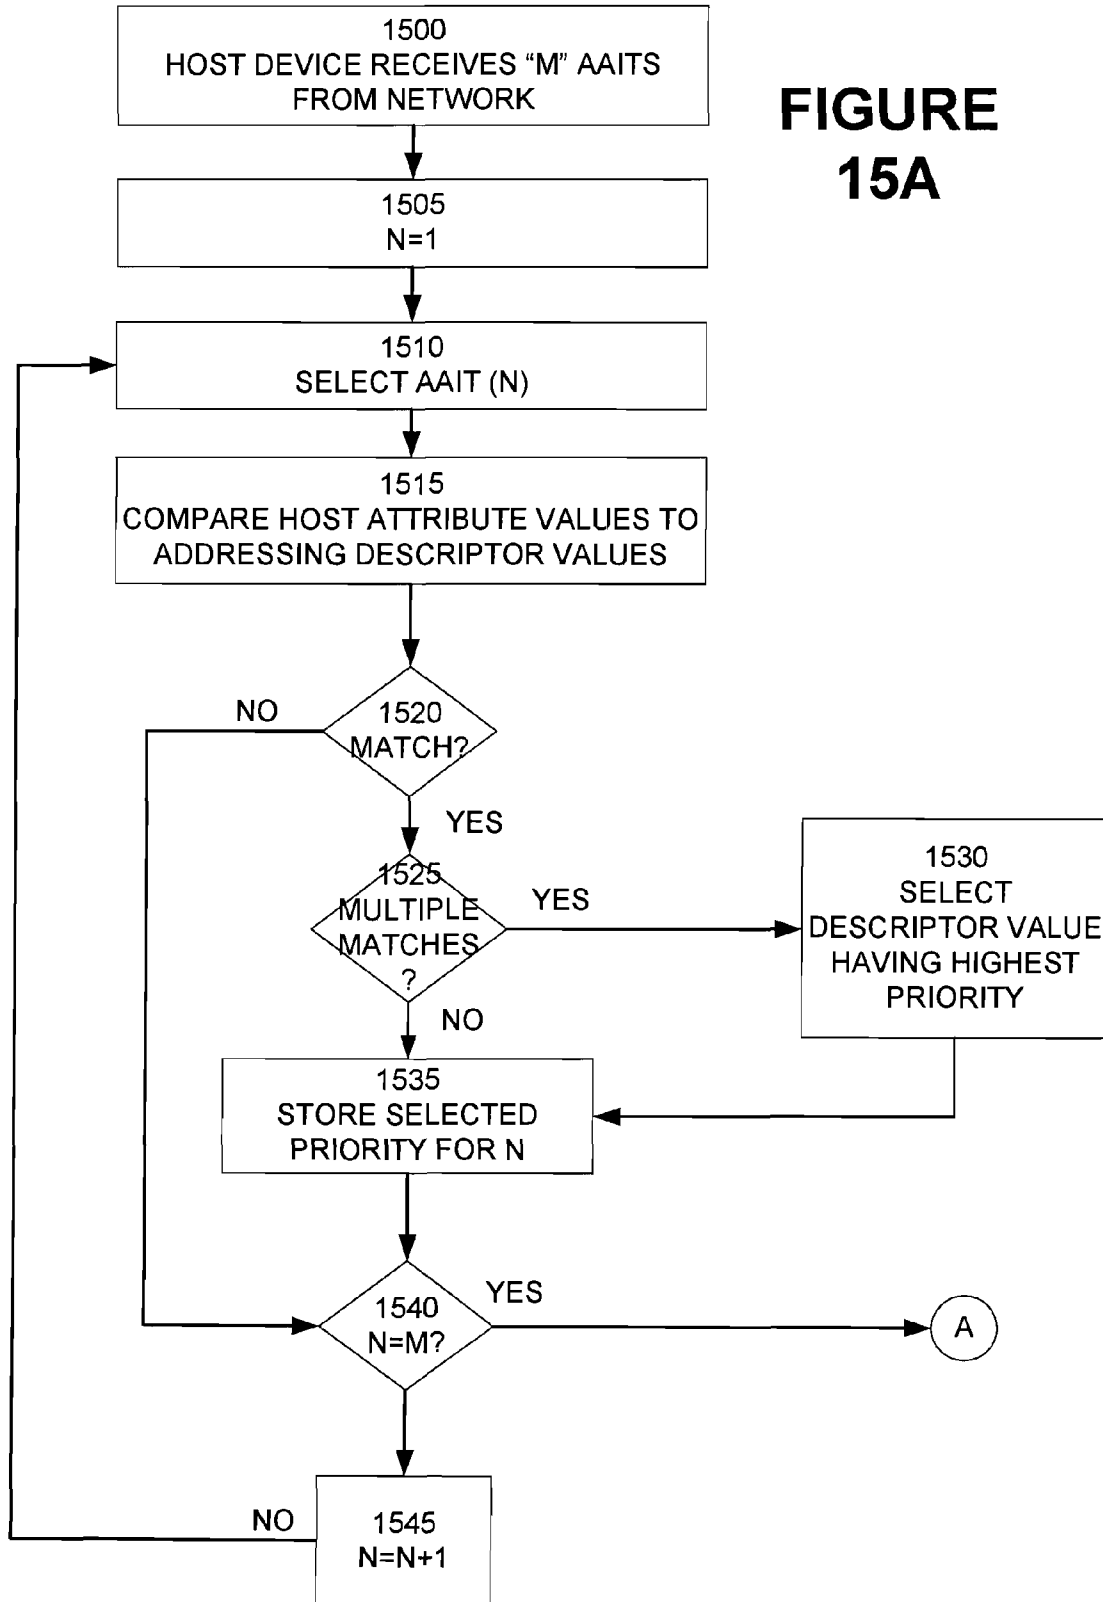 1500
HOST DEVICE RECEIVES “M” AAITS
FROM NETWORK
FIGURE
15A
1505
N=1
1510
SELECT AAIT (N)
1515
COMPARE HOST ATTRIBUTE VALUES TO
ADDRESSING DESCRIPTOR VALUES
NO
1520
MATCH?
YES
1525
MULTIPLE
MATCHES
?
YES
1530
SELECT
DESCRIPTOR VALUE
HAVING HIGHEST
PRIORITY
NO
1535
STORE SELECTED
PRIORITY FOR N
1540
N=M?
YES
A
NO
1545
N=N+1